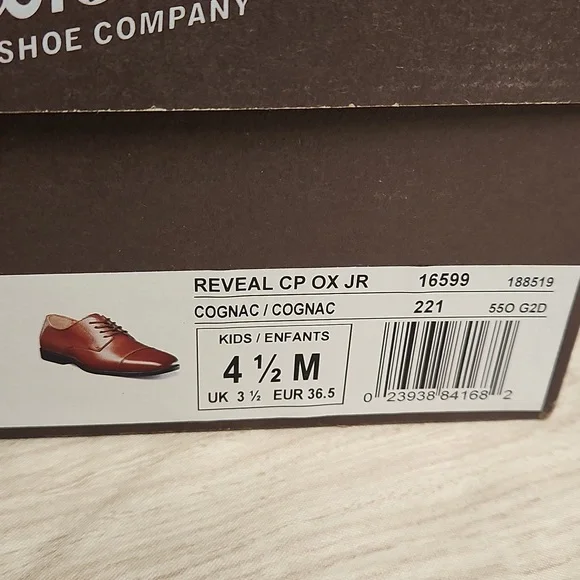 SHOE COMPANY
REVEAL CP OX JR 16599 188519
COGNAC / COGNAC 221 55O G2D
KIDS / ENFANTS
4 ½ M
UK 3 ½ EUR 36.5
0 23938 84168 2